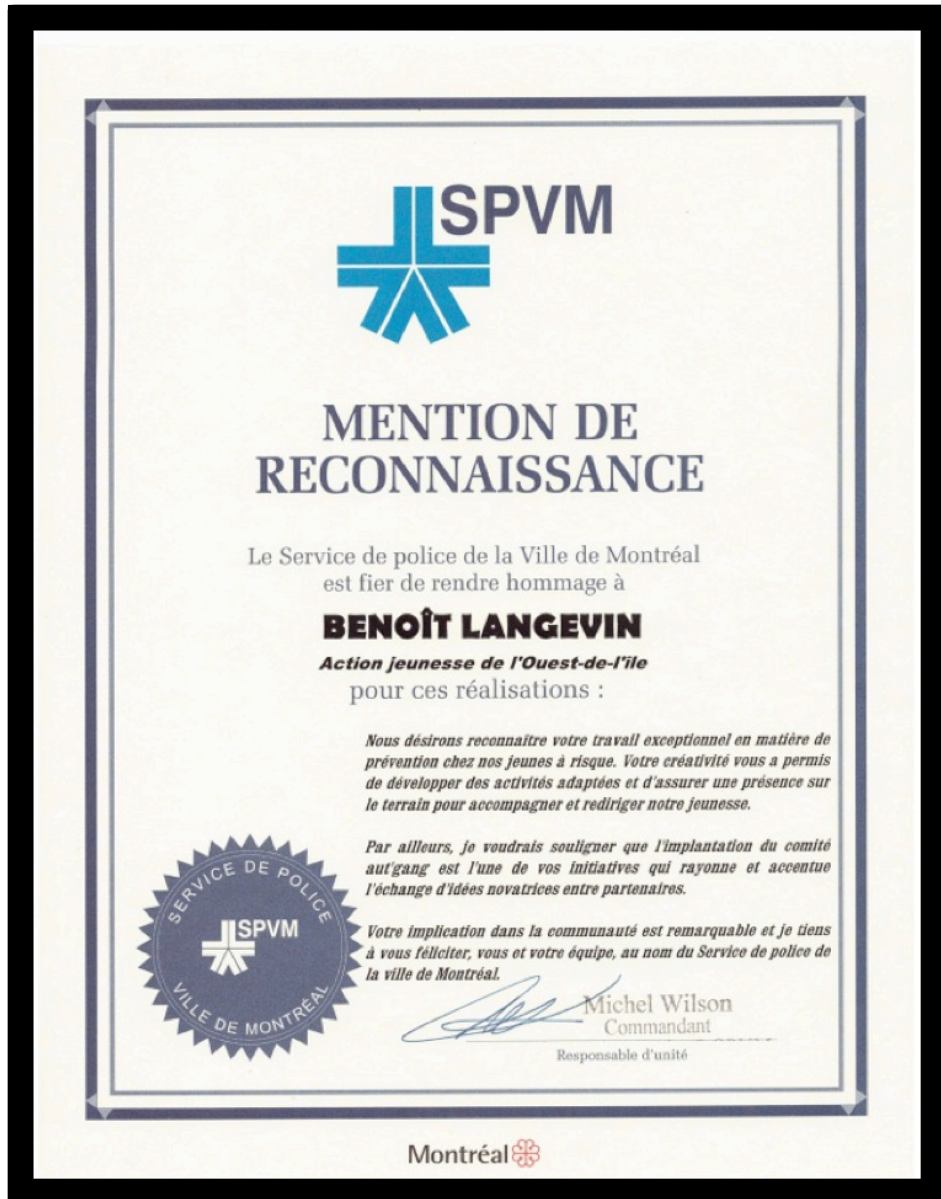 SPVM
MENTION DE
RECONNAISSANCE
Le Service de police de la Ville de Montréal
est fier de rendre hommage à
BENOÎT LANGEVIN
Action jeunesse de l'Ouest-de-l'île
pour ces réalisations :
Nous désirons reconnaître votre travail exceptionnel en matière de
prévention chez nos jeunes à risque. Votre créativité vous a permis
de développer des activités adaptées et d'assurer une présence sur
le terrain pour accompagner et rediriger notre jeunesse.
Par ailleurs, je voudrais souligner que l'implantation du comité
aut'gang est l'une de vos initiatives qui rayonne et accentue
l'échange d'idées novatrices entre partenaires.
Votre implication dans la communauté est remarquable et je tiens
à vous féliciter, vous et votre équipe, au nom du Service de police de
la ville de Montréal.
SERVICE DE POLICE
SPVM
VILLE DE MONTRÉAL
Michel Wilson
Commandant
Responsable d'unité
Montréal